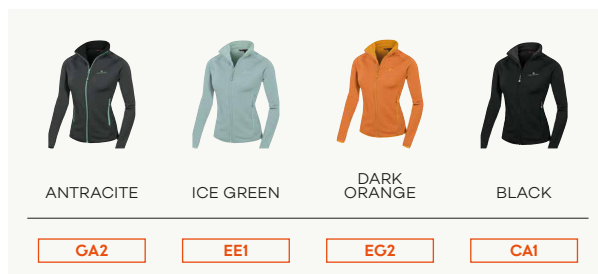 ANTRACITE
ICE GREEN
DARK
ORANGE
BLACK
GA2
EE1
EG2
CA1